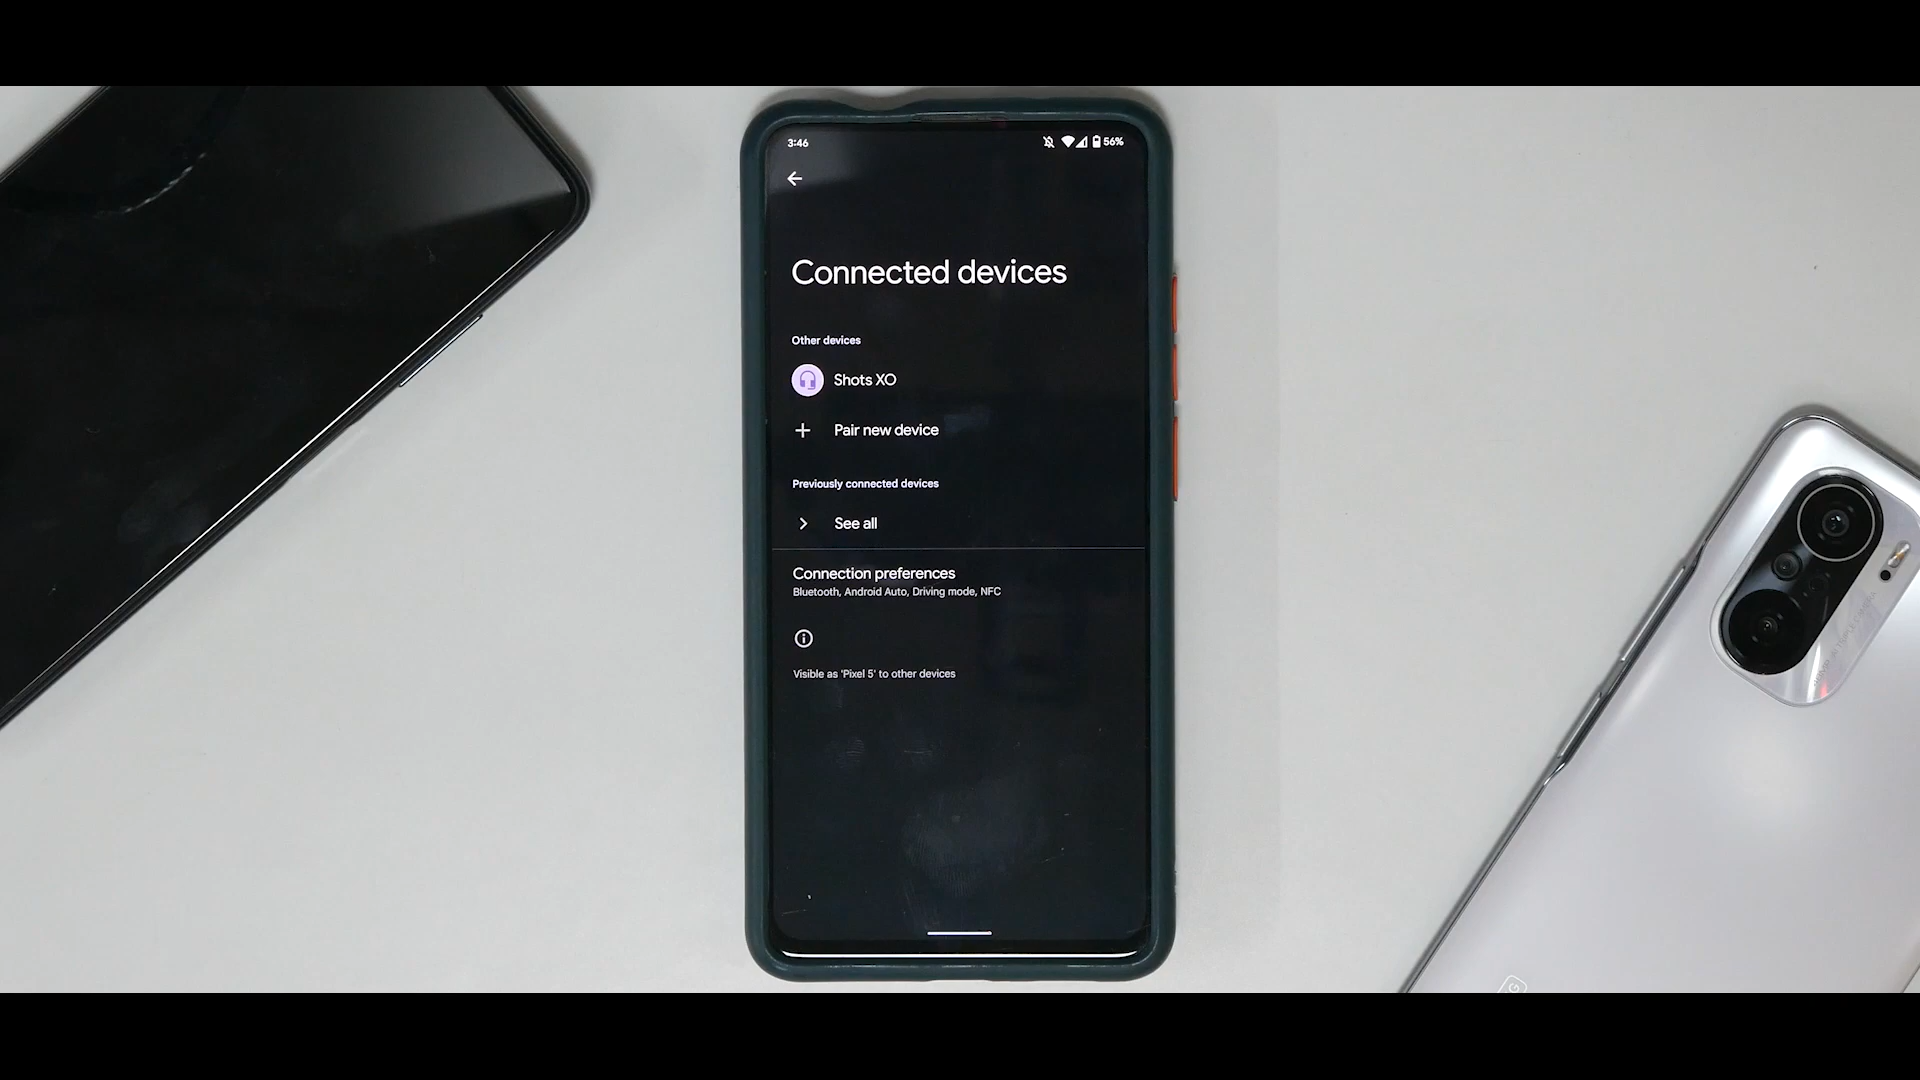 3:46
56%
Connected devices
Other devices
Shots XO
Pair new device
Previously connected devices
See all
Connection preferences
Bluetooth, Android Auto, Driving mode, NFC
Visible as 'Pixel 5' to other devices